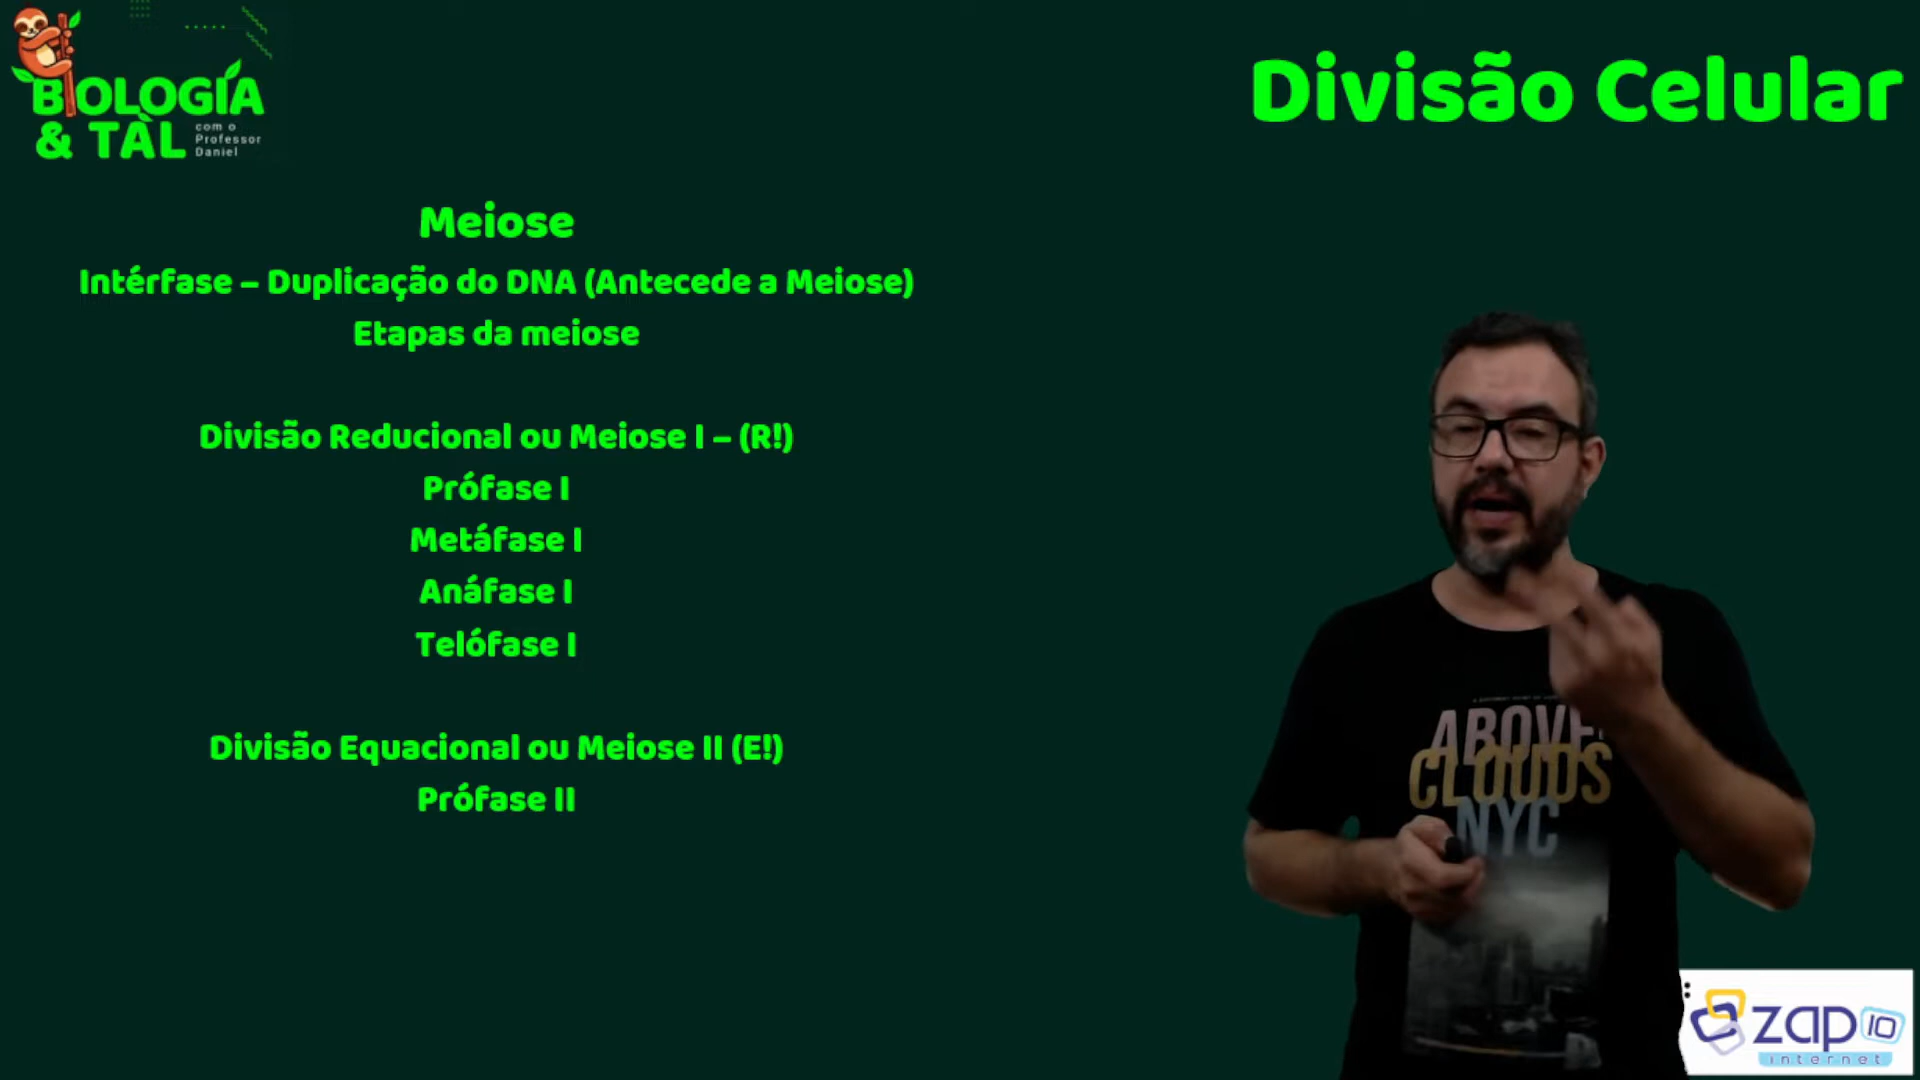 BIOLOGIA
& TAL
com o
Professor
Daniel
Divisão Celular
Meiose
Intérfase – Duplicação do DNA (Antecede a Meiose)
Etapas da meiose
Divisão Reducional ou Meiose I – (R!)
Prófase I
Metáfase I
Anáfase I
Telófase I
Divisão Equacional ou Meiose II (E!)
Prófase II
ABOVE
CLOUDS
NYC
zap 10
internet